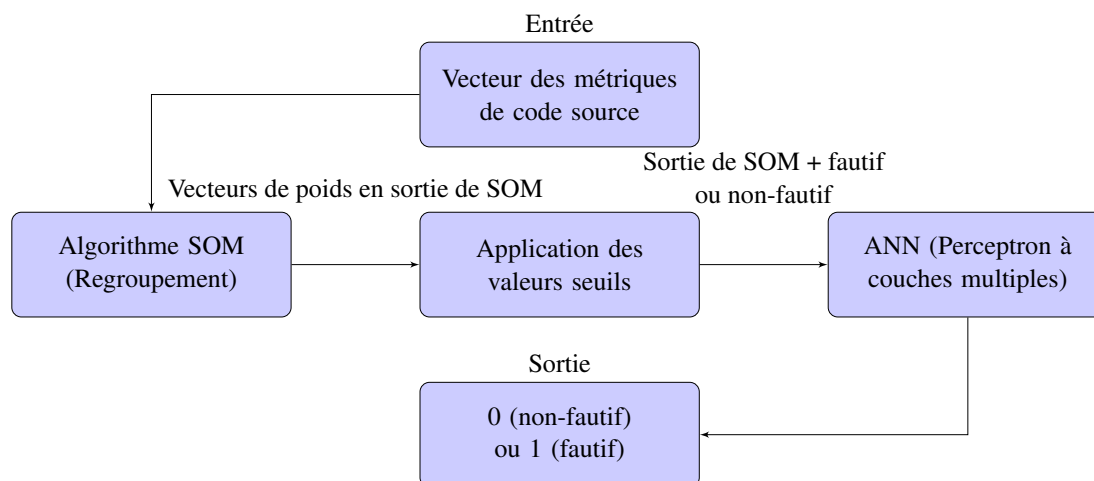 Entrée
Vecteur des métriques
de code source
Sortie de SOM + fautif
ou non-fautif
Vecteurs de poids en sortie de SOM
Algorithme SOM
(Regroupement)
Application des
valeurs seuils
ANN (Perceptron à
couches multiples)
Sortie
0 (non-fautif)
ou 1 (fautif)